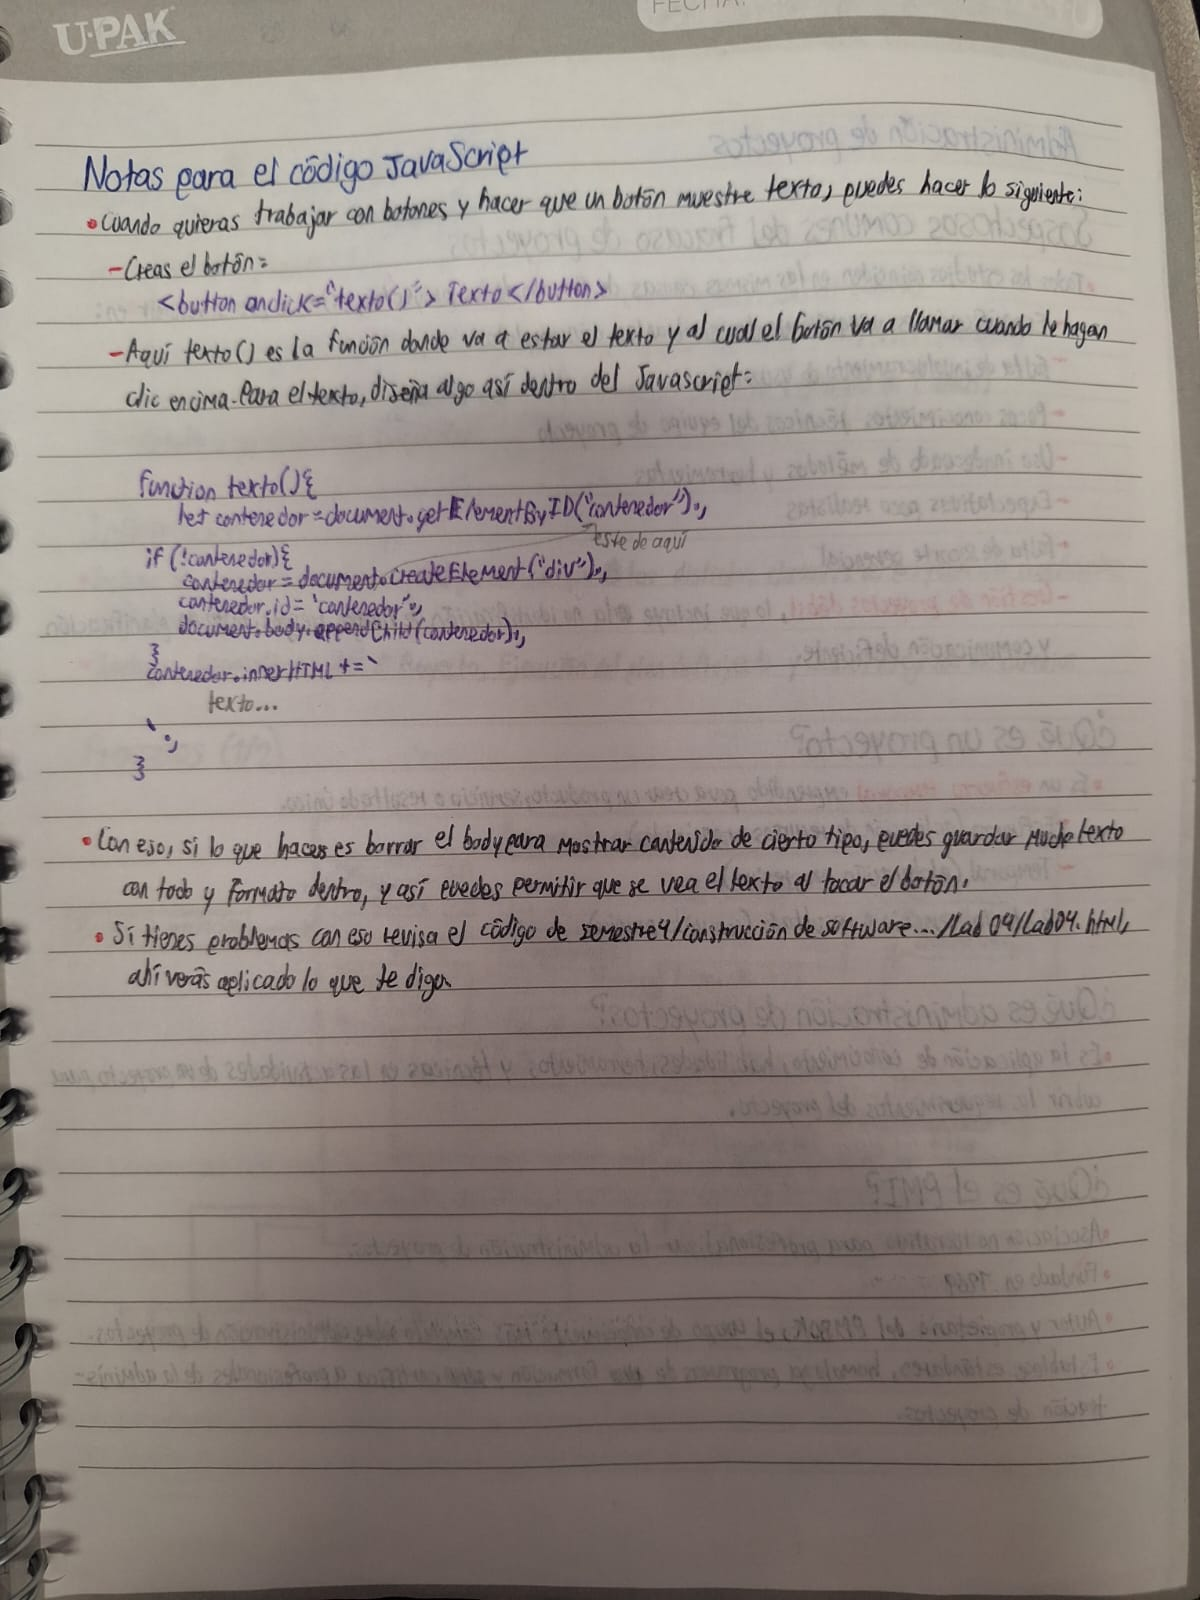 U·PAK
FECHA:
Notas para el código JavaScript
• Cuando quieras trabajar con botones y hacer que un botón muestre texto, puedes hacer lo siguiente:
- Creas el botón:
<button onclick="texto()"> Texto </button>
- Aquí texto() es la función donde va a estar el texto y al cual el botón va a llamar cuando le hagan
clic encima. Para el texto, diseña algo así dentro del Javascript:
function texto(){
let contenedor = document.getElementByID("contenedor");
este de aquí
if (!contenedor){
contenedor = document.createElement("div");
contenedor.id = "contenedor";
document.body.appendChild(contenedor);
}
contenedor.innerHTML += `
texto...
`;
}
• Con eso, si lo que haces es borrar el body para mostrar contenido de cierto tipo, puedes guardar mucho texto
con todo y formato dentro, y así puedes permitir que se vea el texto al tocar el botón.
• Si tienes problemas con eso revisa el código de semestre4/construcción de software.../Lab 04/Lab04.html,
ahí verás aplicado lo que te digo.